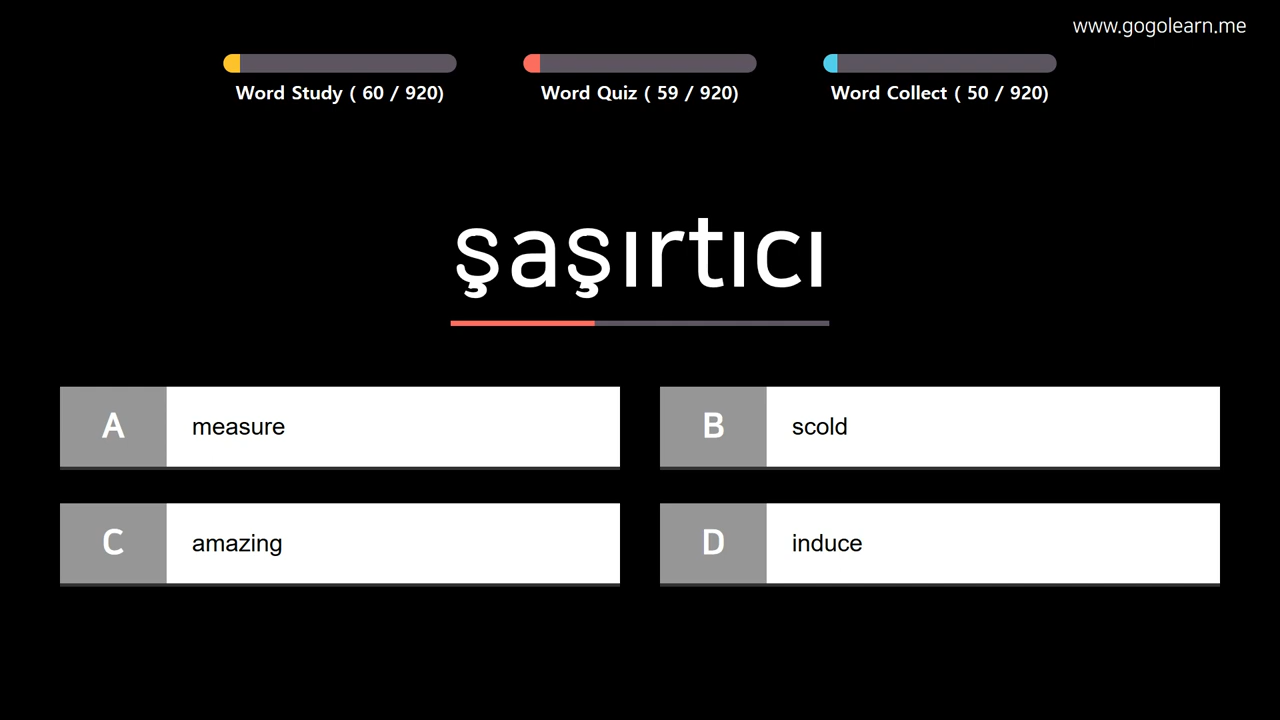 www.gogolearn.me
Word Study ( 60 / 920)
Word Quiz ( 59 / 920)
Word Collect ( 50 / 920)
şaşırtıcı
A measure
B scold
C amazing
D induce